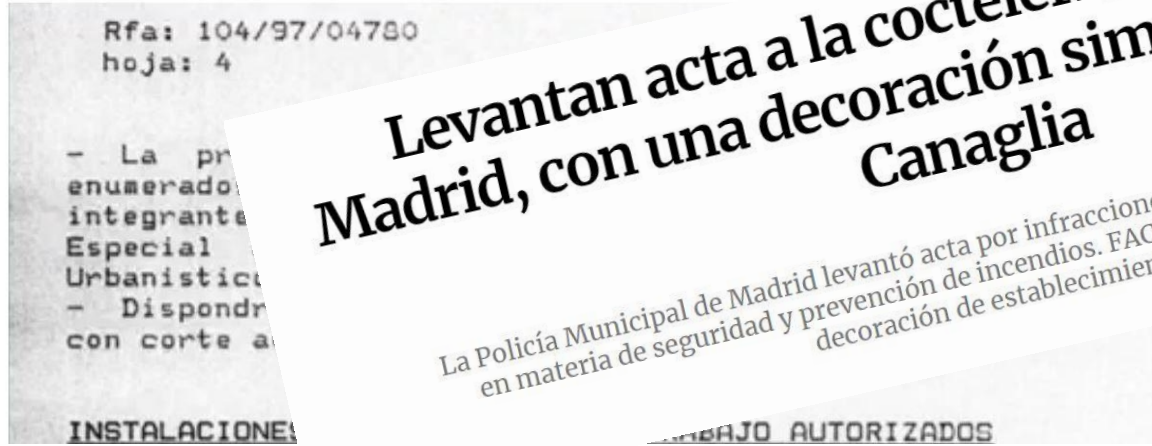 Rfa: 104/97/04780
hoja: 4
- La
enumerado
integrante
Especial
- Dispondr
con corte a
INSTALACIONES AUTORIZADOS
Levantan acta a la
Madrid, con una decoración sim
Canaglia
La Policía Municipal de Madrid levantó acta por infraccione
en materia de seguridad y prevención de incendios. FAC
decoración de establecimien